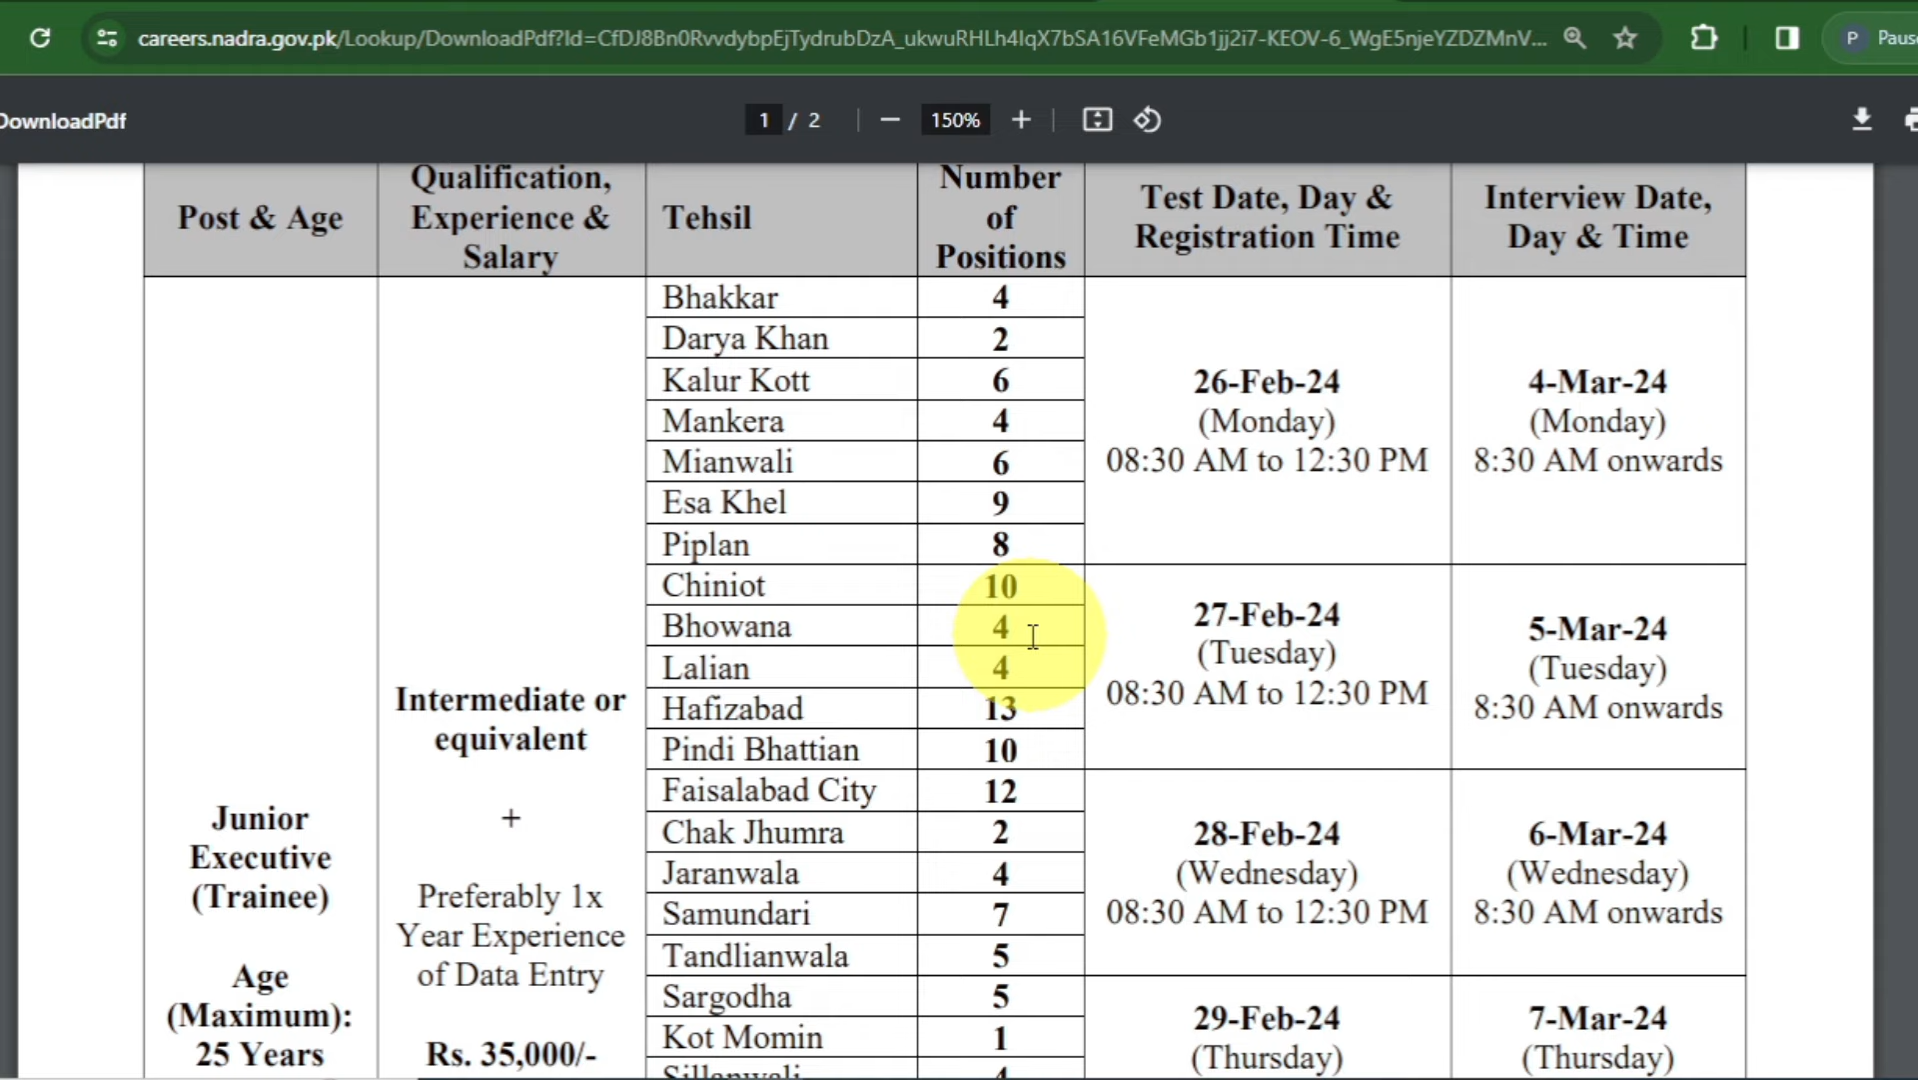 careers.nadra.gov.pk/Lookup/DownloadPdf?Id=CfDJ8Bn0RvvdybpEjTydrubDzA_ukwuRHLh4IqX7bSA16VFeMGb1jj2i7-KEOV-6_WgE5njeYZDZMnV...
P Paus
DownloadPdf
1 / 2
150%
Post & Age
Qualification,
Experience &
Salary
Tehsil
Number
of
Positions
Test Date, Day &
Registration Time
Interview Date,
Day & Time
Junior
Executive
(Trainee)
Age
(Maximum):
25 Years
Intermediate or
equivalent
+
Preferably 1x
Year Experience
of Data Entry
Rs. 35,000/-
Bhakkar 4
Darya Khan 2
Kalur Kott 6
Mankera 4
Mianwali 6
Esa Khel 9
Piplan 8
26-Feb-24
(Monday)
08:30 AM to 12:30 PM
4-Mar-24
(Monday)
8:30 AM onwards
Chiniot 10
Bhowana 4
Lalian 4
Hafizabad 13
Pindi Bhattian 10
27-Feb-24
(Tuesday)
08:30 AM to 12:30 PM
5-Mar-24
(Tuesday)
8:30 AM onwards
Faisalabad City 12
Chak Jhumra 2
Jaranwala 4
Samundari 7
Tandlianwala 5
28-Feb-24
(Wednesday)
08:30 AM to 12:30 PM
6-Mar-24
(Wednesday)
8:30 AM onwards
Sargodha 5
Kot Momin 1
Sillanwali 4
29-Feb-24
(Thursday)
7-Mar-24
(Thursday)